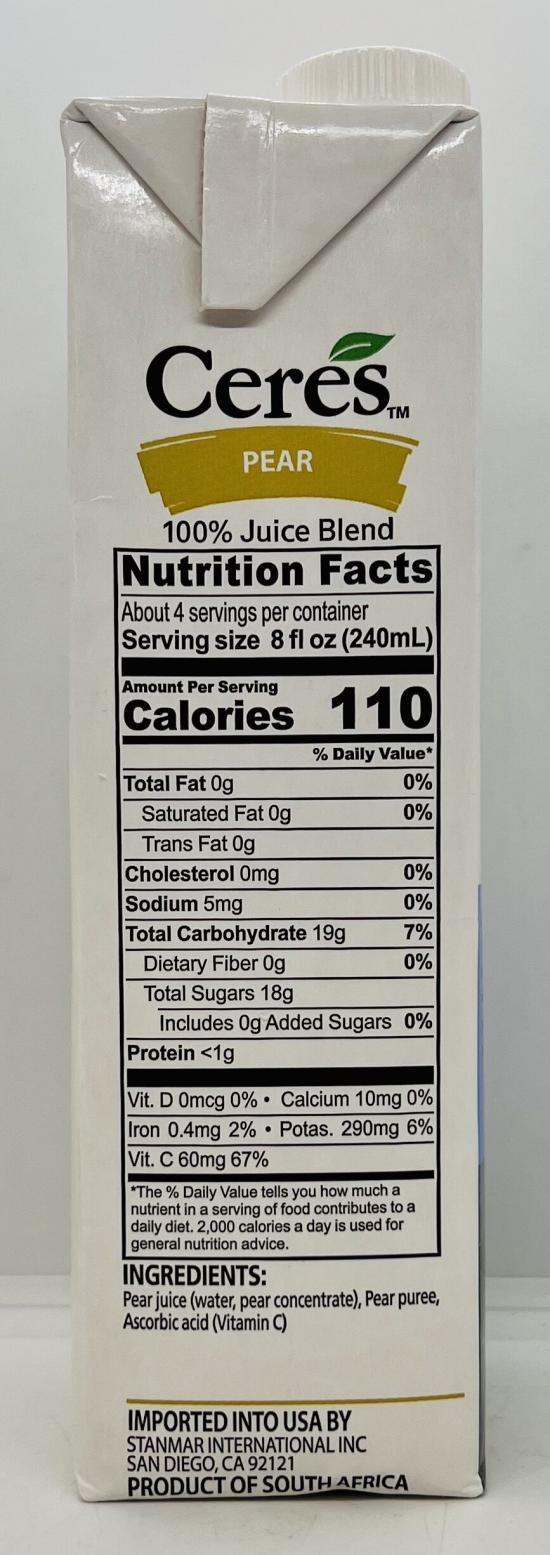 Ceres™
PEAR
100% Juice Blend
Nutrition Facts
About 4 servings per container
Serving size 8 fl oz (240mL)
Amount Per Serving
Calories 110
% Daily Value*
Total Fat 0g 0%
Saturated Fat 0g 0%
Trans Fat 0g
Cholesterol 0mg 0%
Sodium 5mg 0%
Total Carbohydrate 19g 7%
Dietary Fiber 0g 0%
Total Sugars 18g
Includes 0g Added Sugars 0%
Protein <1g
Vit. D 0mcg 0% • Calcium 10mg 0%
Iron 0.4mg 2% • Potas. 290mg 6%
Vit. C 60mg 67%
*The % Daily Value tells you how much a
nutrient in a serving of food contributes to a
daily diet. 2,000 calories a day is used for
general nutrition advice.
INGREDIENTS:
Pear juice (water, pear concentrate), Pear puree,
Ascorbic acid (Vitamin C)
IMPORTED INTO USA BY
STANMAR INTERNATIONAL INC
SAN DIEGO, CA 92121
PRODUCT OF SOUTH AFRICA